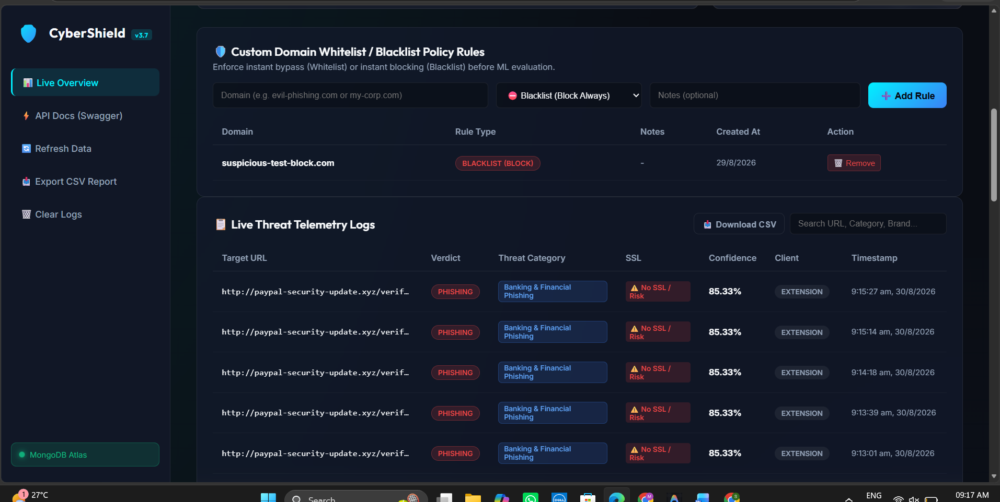 CyberShield v3.7
Live Overview
API Docs (Swagger)
Refresh Data
Export CSV Report
Clear Logs
MongoDB Atlas
Custom Domain Whitelist / Blacklist Policy Rules
Enforce instant bypass (Whitelist) or instant blocking (Blacklist) before ML evaluation.
Domain (e.g. evil-phishing.com or my-corp.com) Blacklist (Block Always) Notes (optional) Add Rule
Domain Rule Type Notes Created At Action
suspicious-test-block.com BLACKLIST (BLOCK) - 29/8/2026 Remove
Live Threat Telemetry Logs Download CSV Search URL, Category, Brand...
Target URL Verdict Threat Category SSL Confidence Client Timestamp
http://paypal-security-update.xyz/verif… PHISHING Banking & Financial Phishing No SSL / Risk 85.33% EXTENSION 9:15:27 am, 30/8/2026
http://paypal-security-update.xyz/verif… PHISHING Banking & Financial Phishing No SSL / Risk 85.33% EXTENSION 9:15:14 am, 30/8/2026
http://paypal-security-update.xyz/verif… PHISHING Banking & Financial Phishing No SSL / Risk 85.33% EXTENSION 9:14:18 am, 30/8/2026
http://paypal-security-update.xyz/verif… PHISHING Banking & Financial Phishing No SSL / Risk 85.33% EXTENSION 9:13:39 am, 30/8/2026
http://paypal-security-update.xyz/verif… PHISHING Banking & Financial Phishing No SSL / Risk 85.33% EXTENSION 9:13:01 am, 30/8/2026
1 27°C Search DELL M W S ENG 09:17 AM